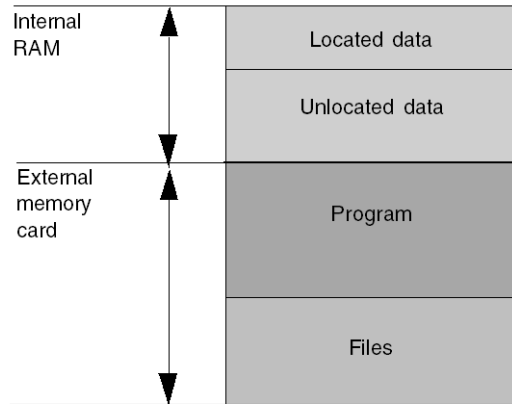 Internal
RAM
Located data
Unlocated data
External
memory
card
Program
Files